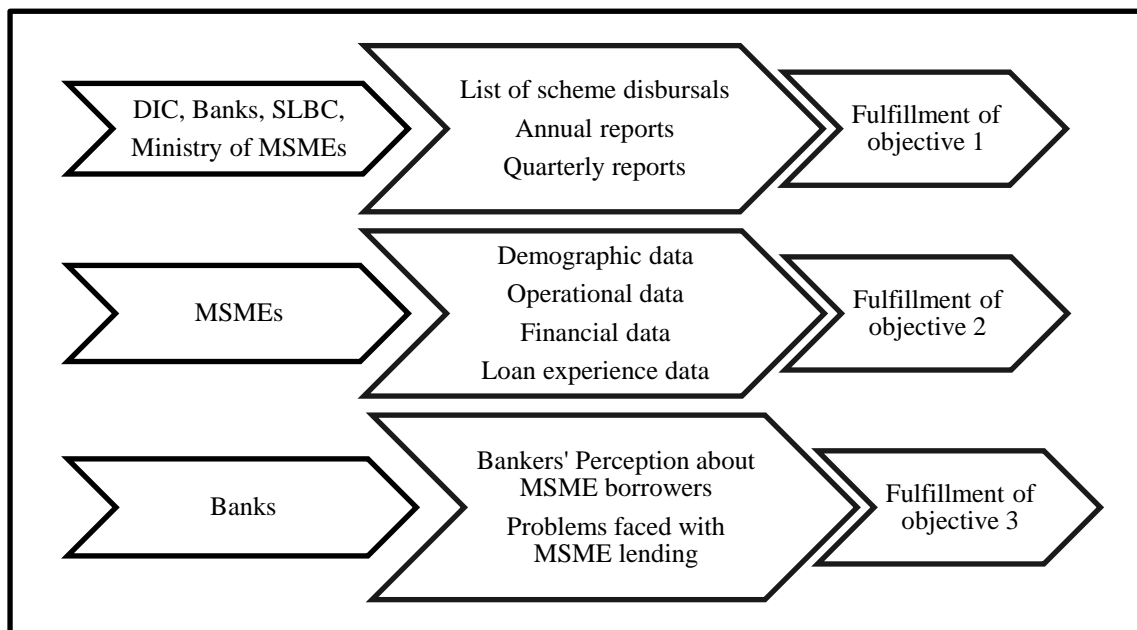 DIC, Banks, SLBC,
Ministry of MSMEs
List of scheme disbursals
Annual reports
Quarterly reports
Fulfillment of
objective 1
MSMEs
Demographic data
Operational data
Financial data
Loan experience data
Fulfillment of
objective 2
Banks
Bankers' Perception about
MSME borrowers
Problems faced with
MSME lending
Fulfillment of
objective 3